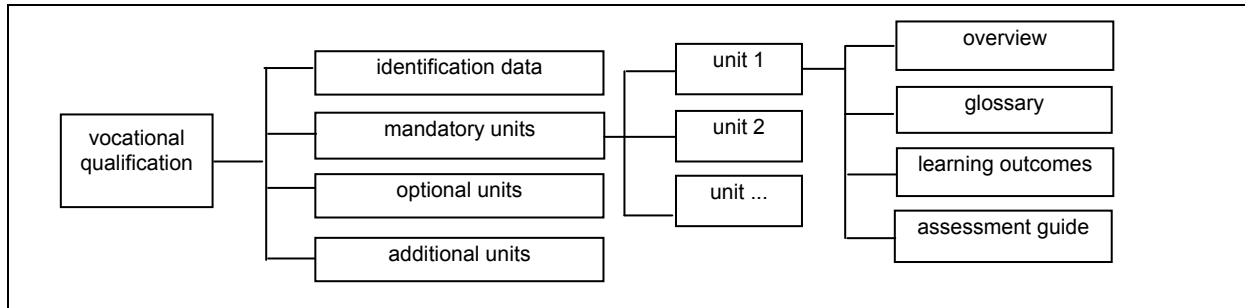 vocational
qualification
identification data
mandatory units
optional units
additional units
unit 1
unit 2
unit ...
overview
glossary
learning outcomes
assessment guide